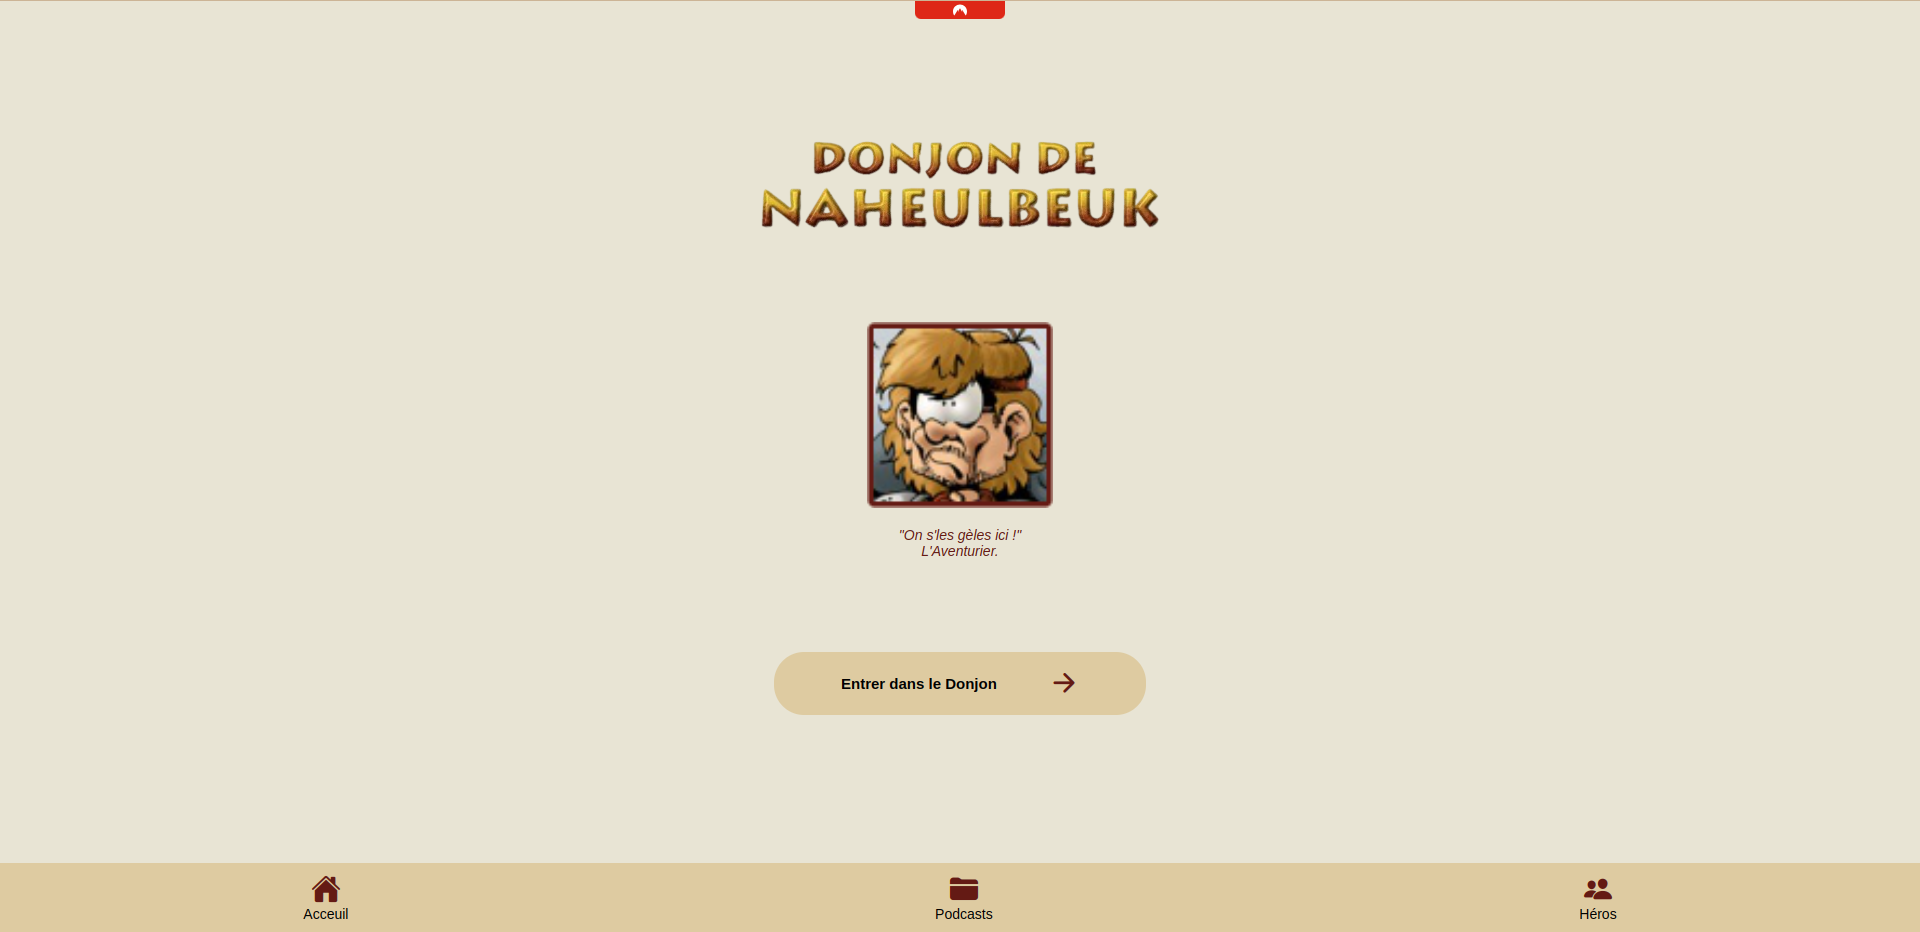 DONJON DE
NAHEULBEUK
"On s'les gèles ici !"
L'Aventurier.
Entrer dans le Donjon
Acceuil
Podcasts
Héros